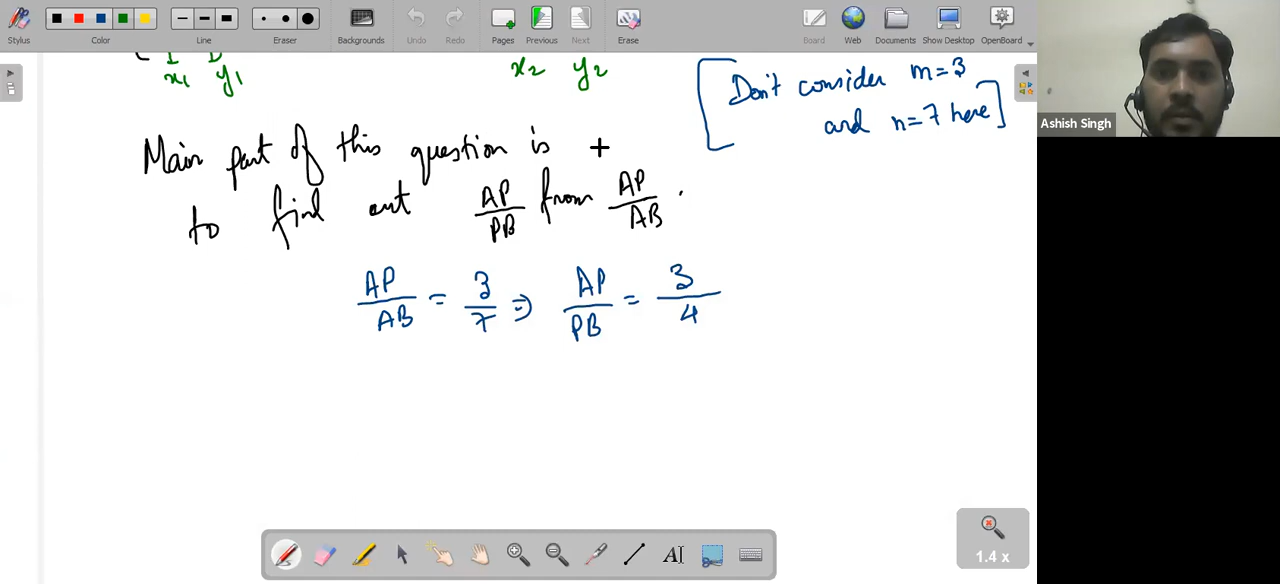 Stylus
Color
Line
Eraser
Backgrounds
Undo
Redo
Pages
Previous
Next
Erase
Board
Web
Documents
Show Desktop
OpenBoard
x1 y1
x2 y2
[Don't consider m=3
and n=7 here]
Ashish Singh
Main part of this question is
to find out AP/PB from AP/AB.
AP/AB = 3/7 ⇒ AP/PB = 3/4
1.4 x